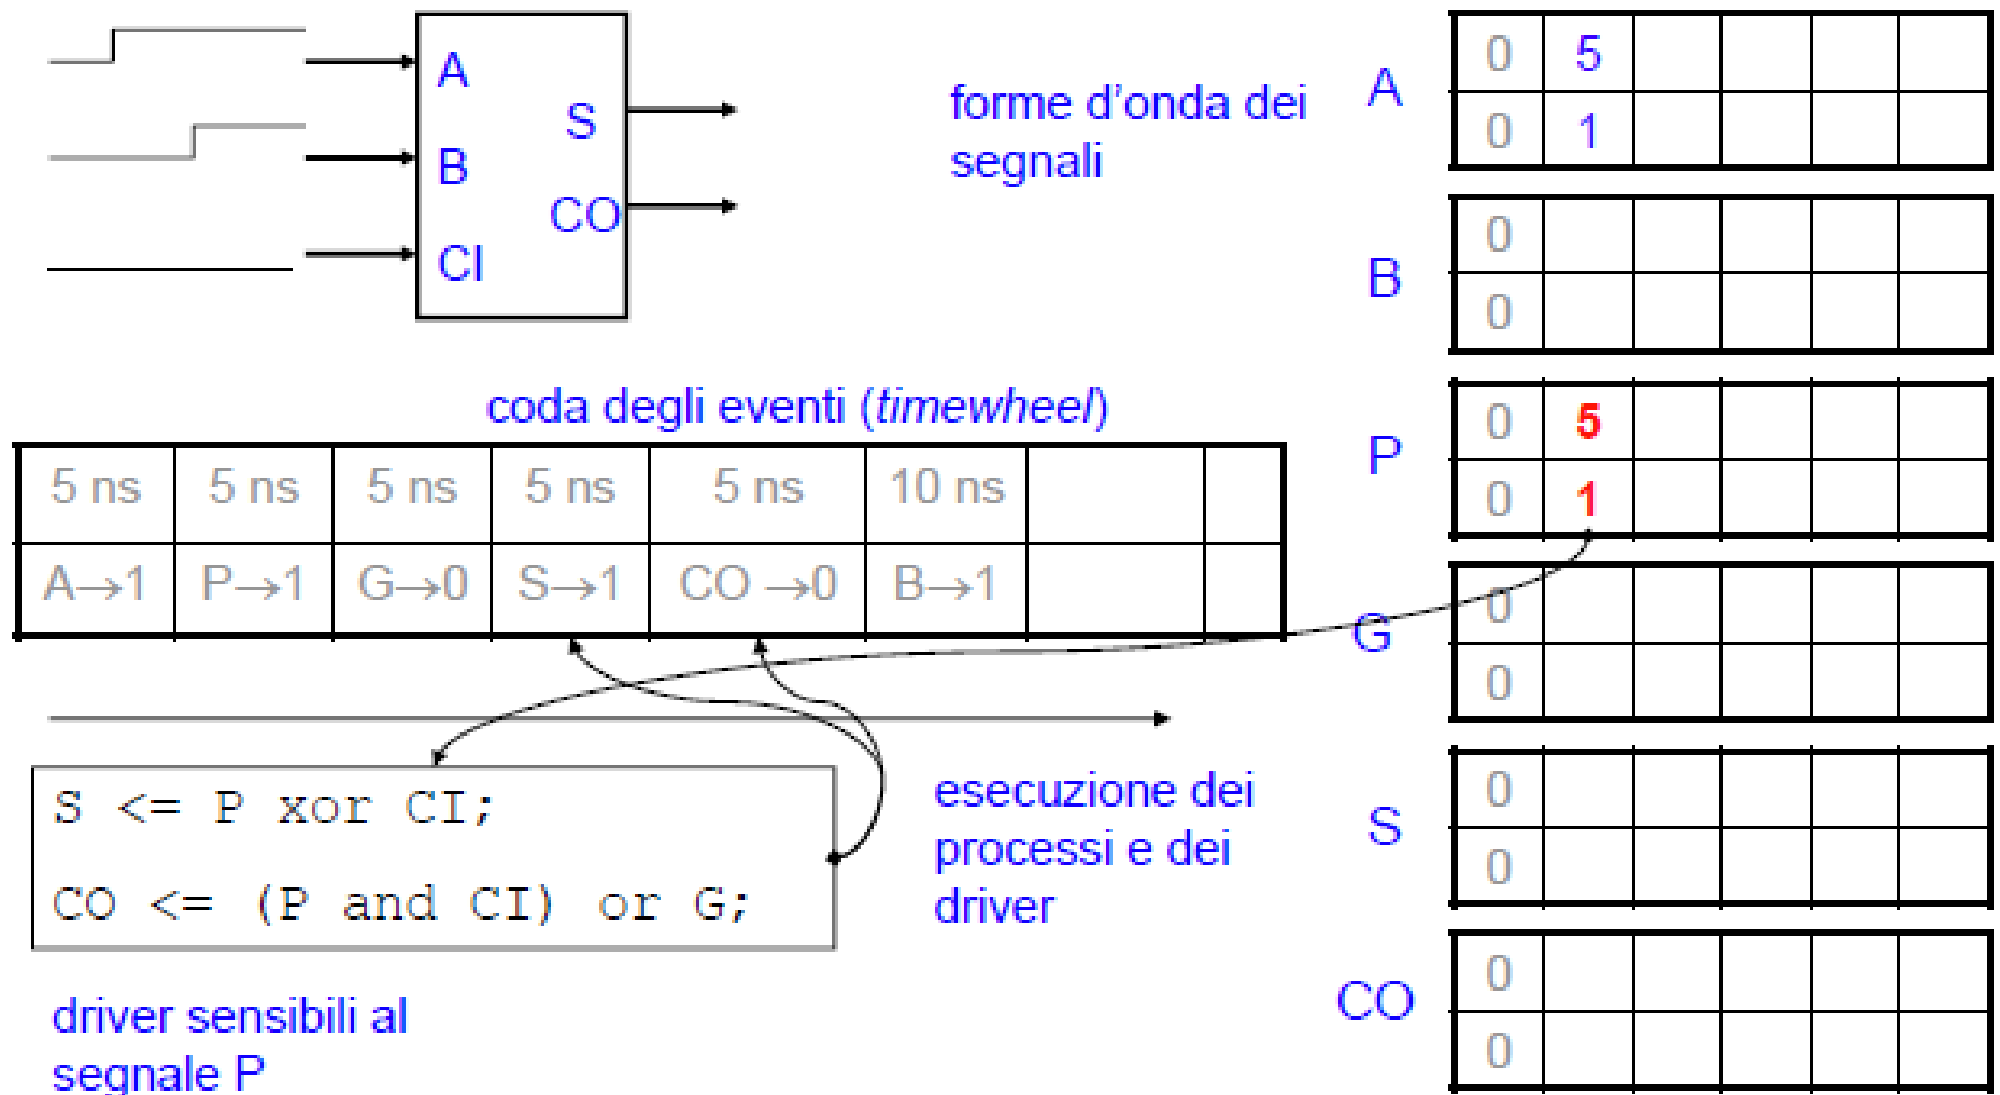 A
B
CI
S
CO
forme d'onda dei
segnali
A
0 5
0 1
B
0
0
coda degli eventi (timewheel)
5 ns 5 ns 5 ns 5 ns 5 ns 10 ns
A→1 P→1 G→0 S→1 CO →0 B→1
P
0 5
0 1
G
0
0
S <= P xor CI;
CO <= (P and CI) or G;
esecuzione dei
processi e dei
driver
S
0
0
driver sensibili al
segnale P
CO
0
0